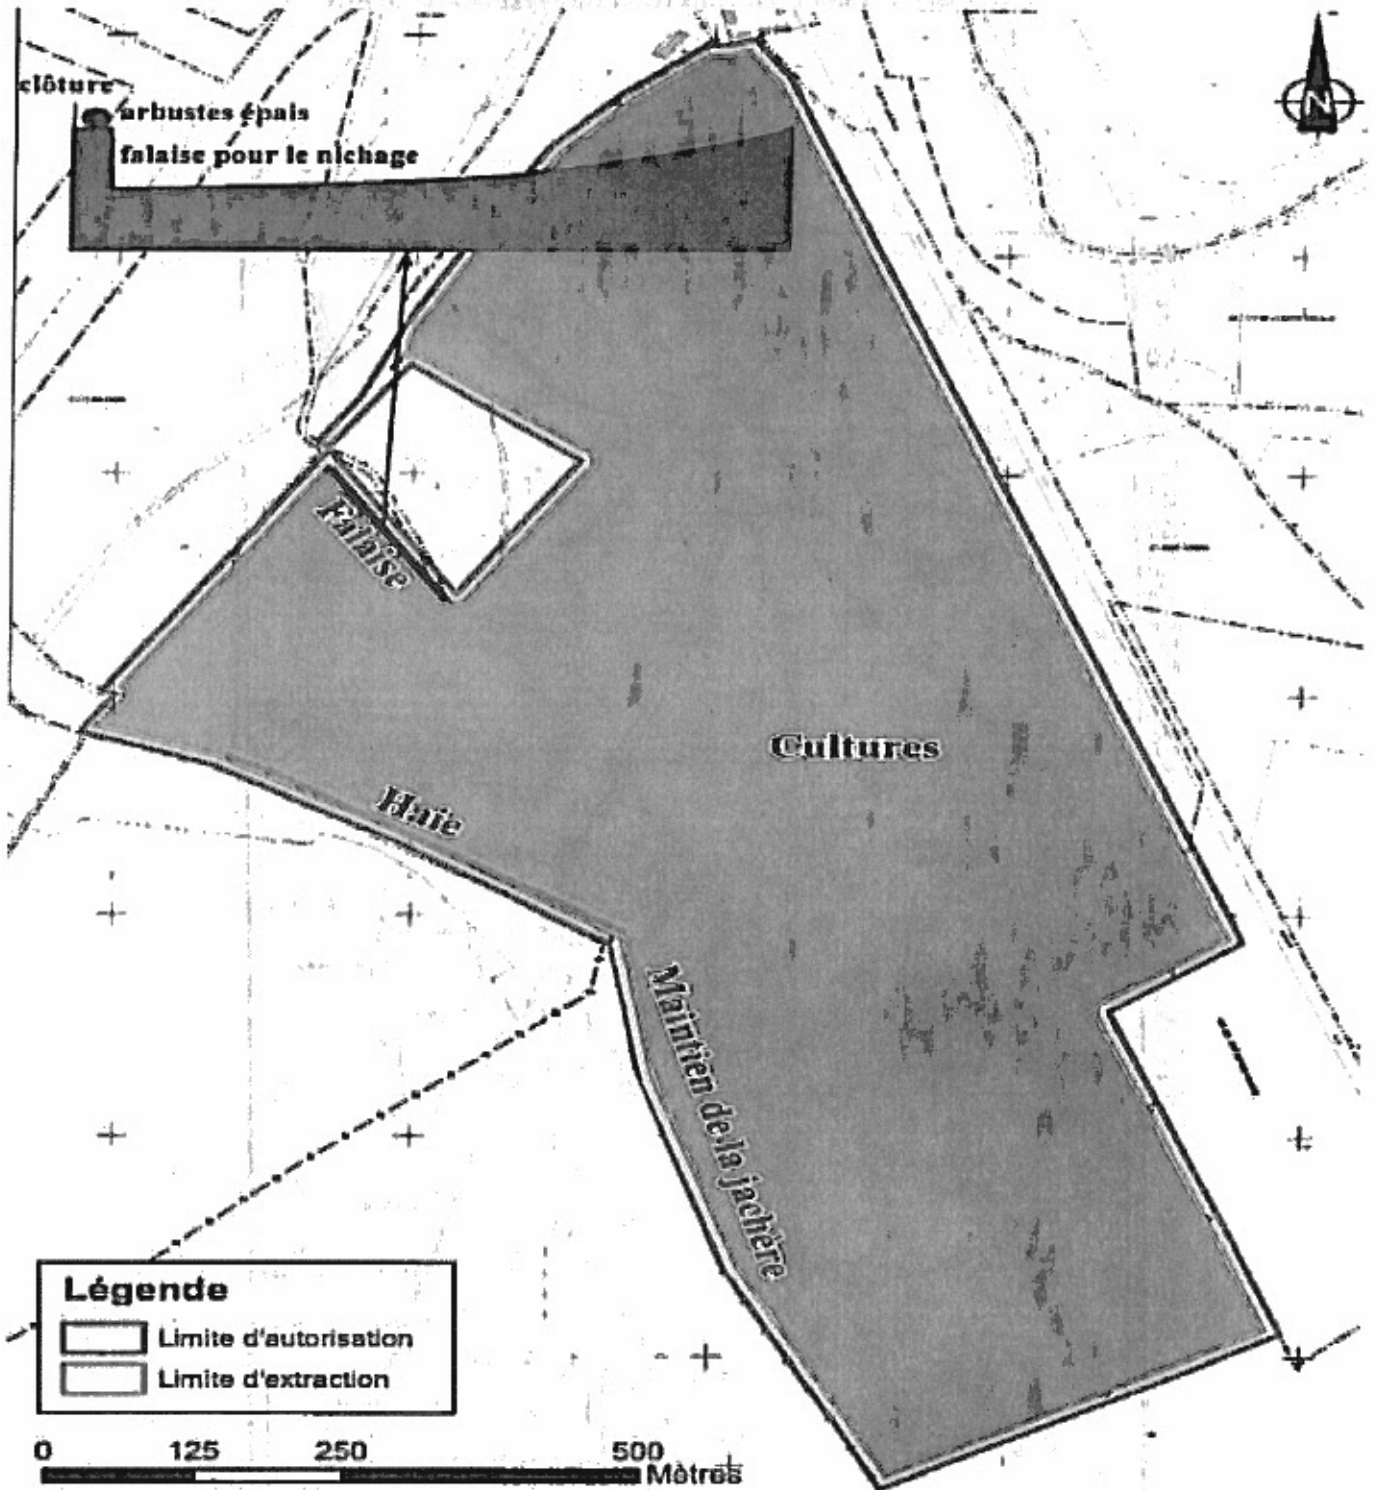 N
clôture
arbustes épais
falaise pour le nichage
Falaise
Cultures
Haïe
Maintien de la jachère
Légende
Limite d'autorisation
Limite d'extraction
0 125 250 500
Mètres